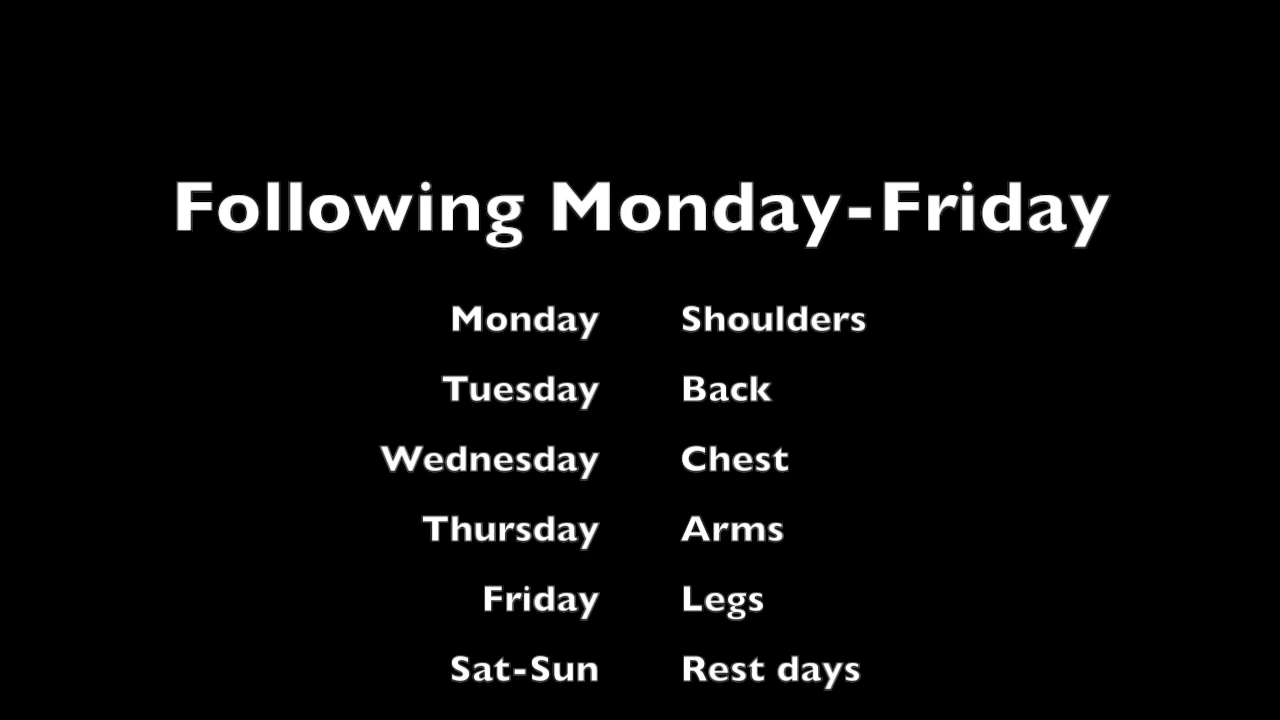 Following Monday-Friday
Monday Shoulders
Tuesday Back
Wednesday Chest
Thursday Arms
Friday Legs
Sat-Sun Rest days